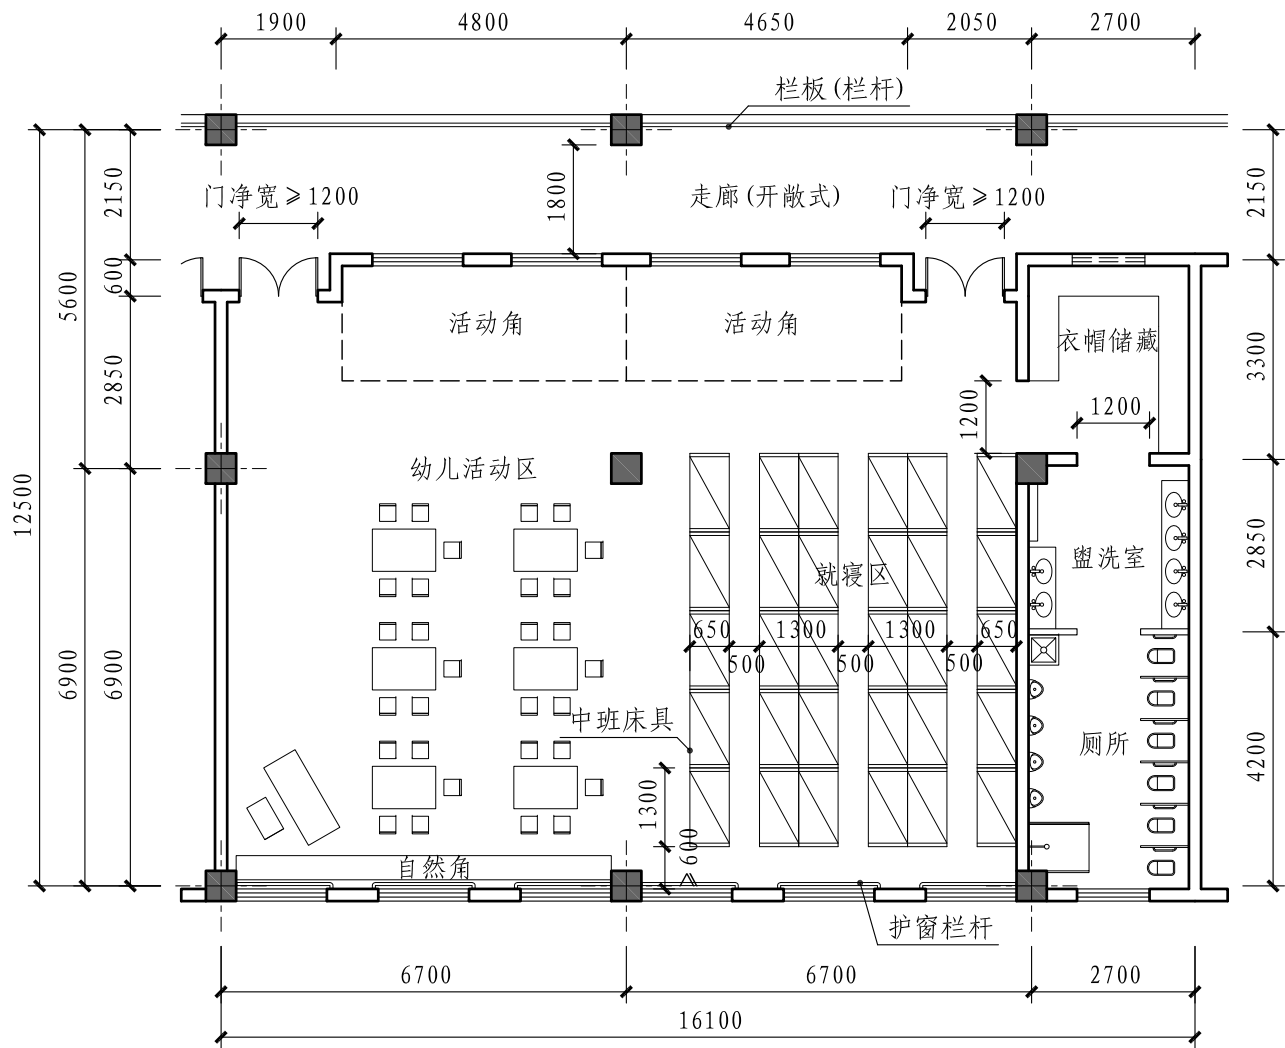 1900
4800
4650
2050
2700
栏板(栏杆)
门净宽≥1200
1800
走廊(开敞式)
门净宽≥1200
2150
2150
600
5600
活动角
活动角
衣帽储藏
2850
3300
1200
1200
幼儿活动区
12500
盥洗室
2850
就寝区
650
1300
1300
650
500
500
500
6900
6900
中班床具
厕所
4200
1300
≥600
自然角
护窗栏杆
6700
6700
2700
16100